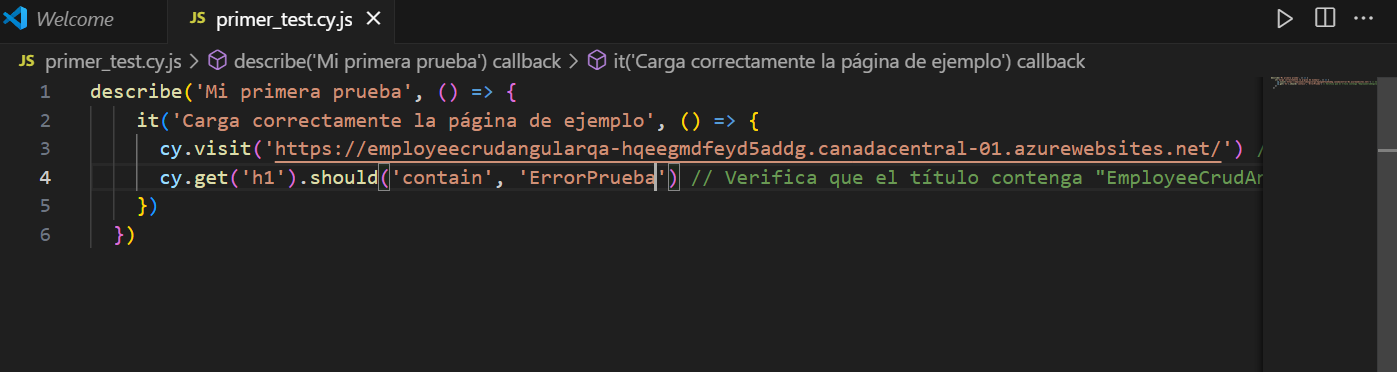 Welcome JS primer_test.cy.js
JS primer_test.cy.js > describe('Mi primera prueba') callback > it('Carga correctamente la página de ejemplo') callback
1 describe('Mi primera prueba', () => {
2 it('Carga correctamente la página de ejemplo', () => {
3 cy.visit('https://employeecrudangularqa-hqeegmdfeyd5addg.canadacentral-01.azurewebsites.net/') /
4 cy.get('h1').should('contain', 'ErrorPrueba') // Verifica que el título contenga "EmployeeCrudAn
5 })
6 })